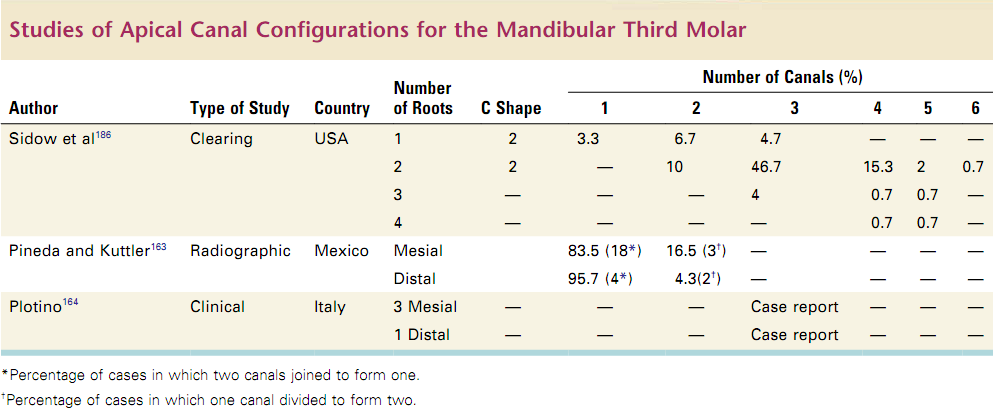 Studies of Apical Canal Configurations for the Mandibular Third Molar
Number of Canals (%)
Author Type of Study Country Number of Roots C Shape 1 2 3 4 5 6
Sidow et al186 Clearing USA 1 2 3.3 6.7 4.7 — — —
2 2 — 10 46.7 15.3 2 0.7
3 — — — 4 0.7 0.7 —
4 — — — — 0.7 0.7 —
Pineda and Kuttler163 Radiographic Mexico Mesial 83.5 (18*) 16.5 (3†) — — — —
Distal 95.7 (4*) 4.3(2†) — — — —
Plotino164 Clinical Italy 3 Mesial — — — Case report — — —
1 Distal — — — Case report — — —
*Percentage of cases in which two canals joined to form one.
†Percentage of cases in which one canal divided to form two.